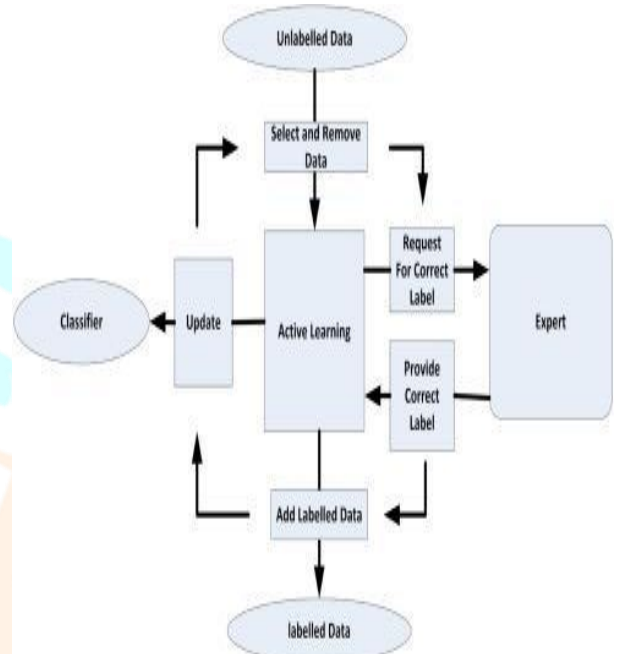 Unlabelled Data
Select and Remove
Data
Request
For Correct
Label
Expert
Classifier
Update
Active Learning
Provide
Correct
Label
Add Labelled Data
labelled Data